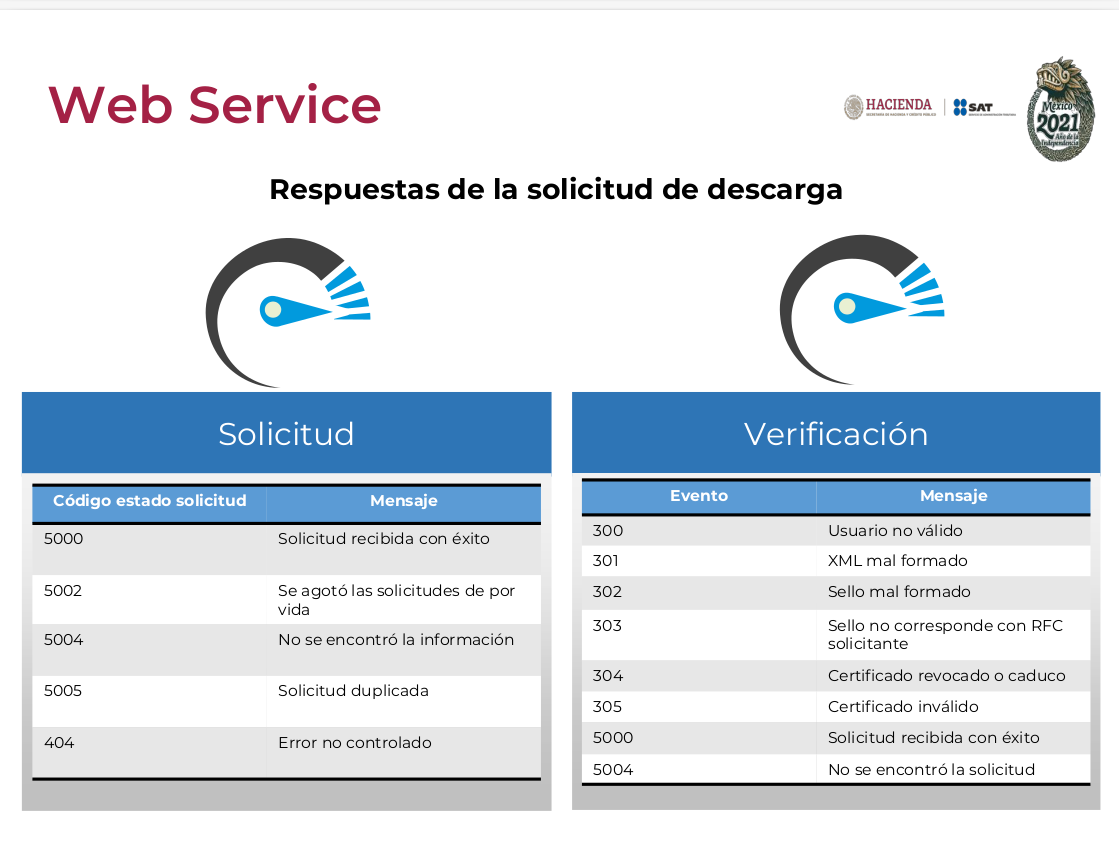 Web Service
HACIENDA
SECRETARÍA DE HACIENDA Y CRÉDITO PÚBLICO
SAT
SERVICIO DE ADMINISTRACIÓN TRIBUTARIA
México
2021
Año de la
Independencia
Respuestas de la solicitud de descarga
Solicitud
Código estado solicitud Mensaje
5000 Solicitud recibida con éxito
5002 Se agotó las solicitudes de por
vida
5004 No se encontró la información
5005 Solicitud duplicada
404 Error no controlado
Verificación
Evento Mensaje
300 Usuario no válido
301 XML mal formado
302 Sello mal formado
303 Sello no corresponde con RFC
solicitante
304 Certificado revocado o caduco
305 Certificado inválido
5000 Solicitud recibida con éxito
5004 No se encontró la solicitud